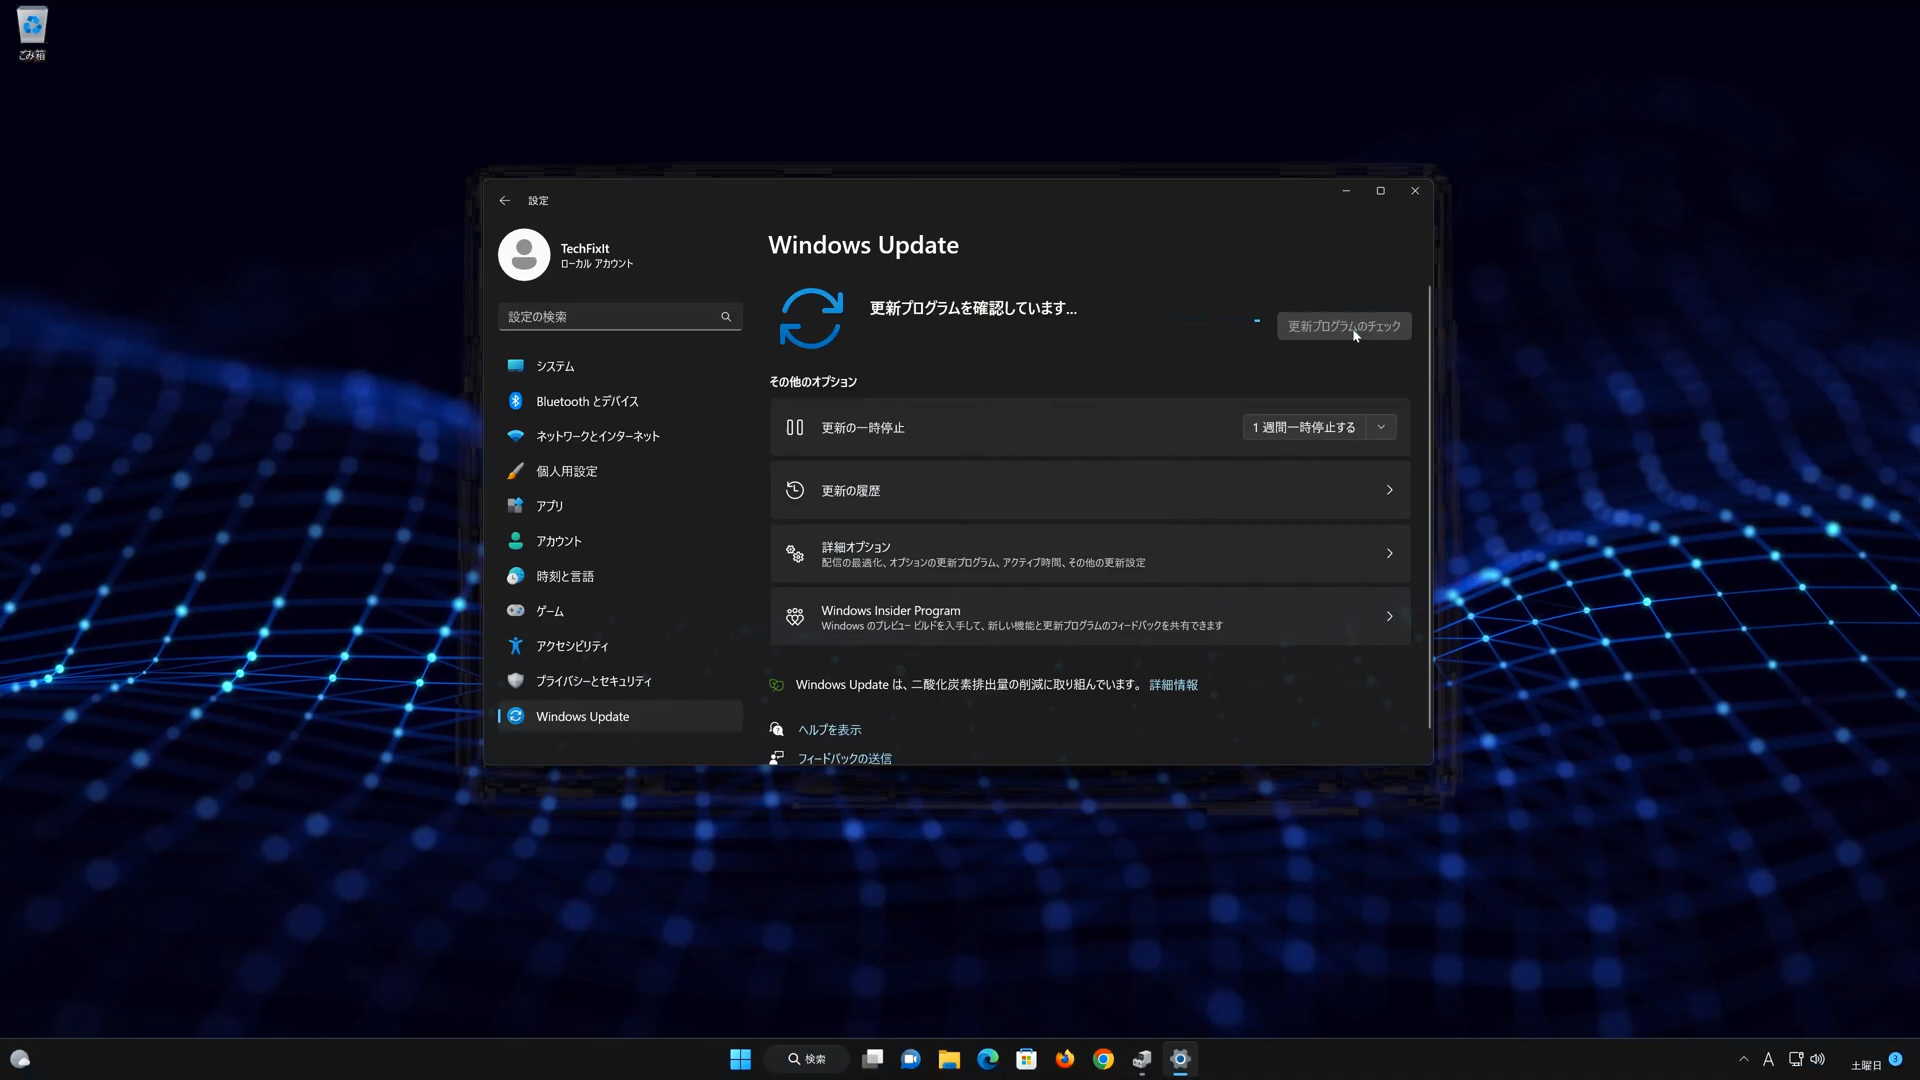 ごみ箱
設定
TechFixIt
ローカル アカウント
設定の検索
システム
Bluetooth とデバイス
ネットワークとインターネット
個人用設定
アプリ
アカウント
時刻と言語
ゲーム
アクセシビリティ
プライバシーとセキュリティ
Windows Update
Windows Update
更新プログラムを確認しています...
更新プログラムのチェック
その他のオプション
更新の一時停止
1 週間一時停止する
更新の履歴
詳細オプション
配信の最適化、オプションの更新プログラム、アクティブ時間、その他の更新設定
Windows Insider Program
Windows のプレビュー ビルドを入手して、新しい機能と更新プログラムのフィードバックを共有できます
Windows Update は、二酸化炭素排出量の削減に取り組んでいます。 詳細情報
ヘルプを表示
フィードバックの送信
検索
A
土曜日
3